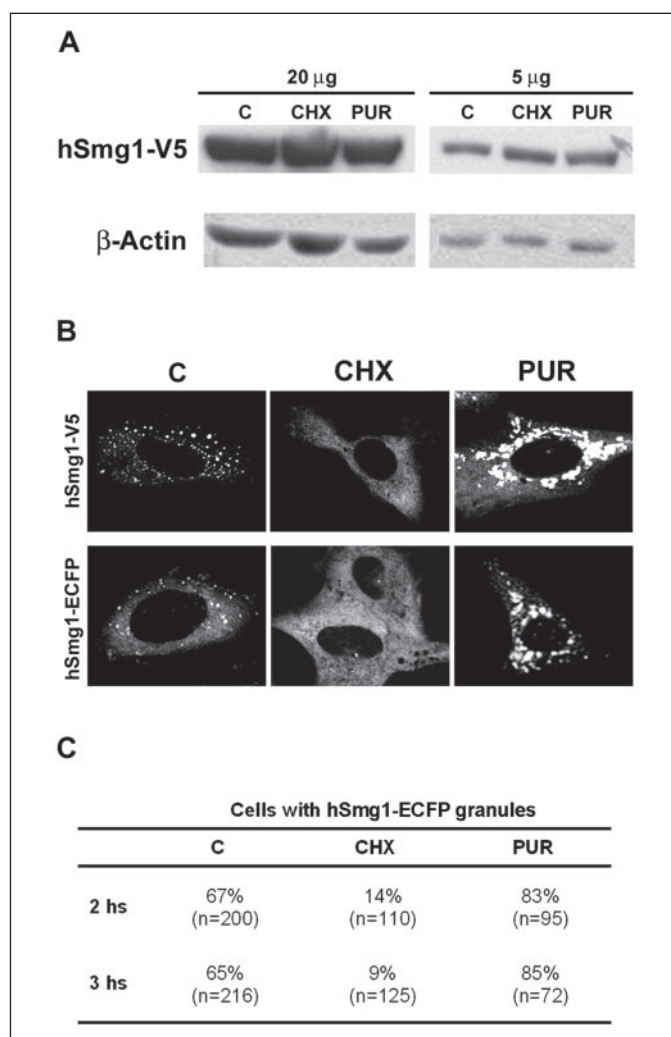 A
20 μg 5 μg
C CHX PUR C CHX PUR
hSmg1-V5
β-Actin
B
C CHX PUR
hSmg1-V5
hSmg1-ECFP
C
Cells with hSmg1-ECFP granules
C CHX PUR
2 hs 67% 14% 83%
(n=200) (n=110) (n=95)
3 hs 65% 9% 85%
(n=216) (n=125) (n=72)